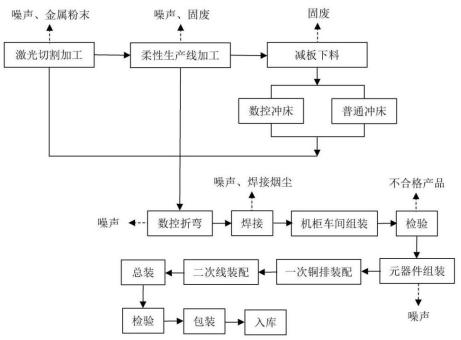 噪声、金属粉末
噪声、固废
固废
激光切割加工
柔性生产线加工
减板下料
数控冲床
普通冲床
噪声、焊接烟尘
不合格产品
噪声
数控折弯
焊接
机柜车间组装
检验
总装
二次线装配
一次铜排装配
元器件组装
噪声
检验
包装
入库